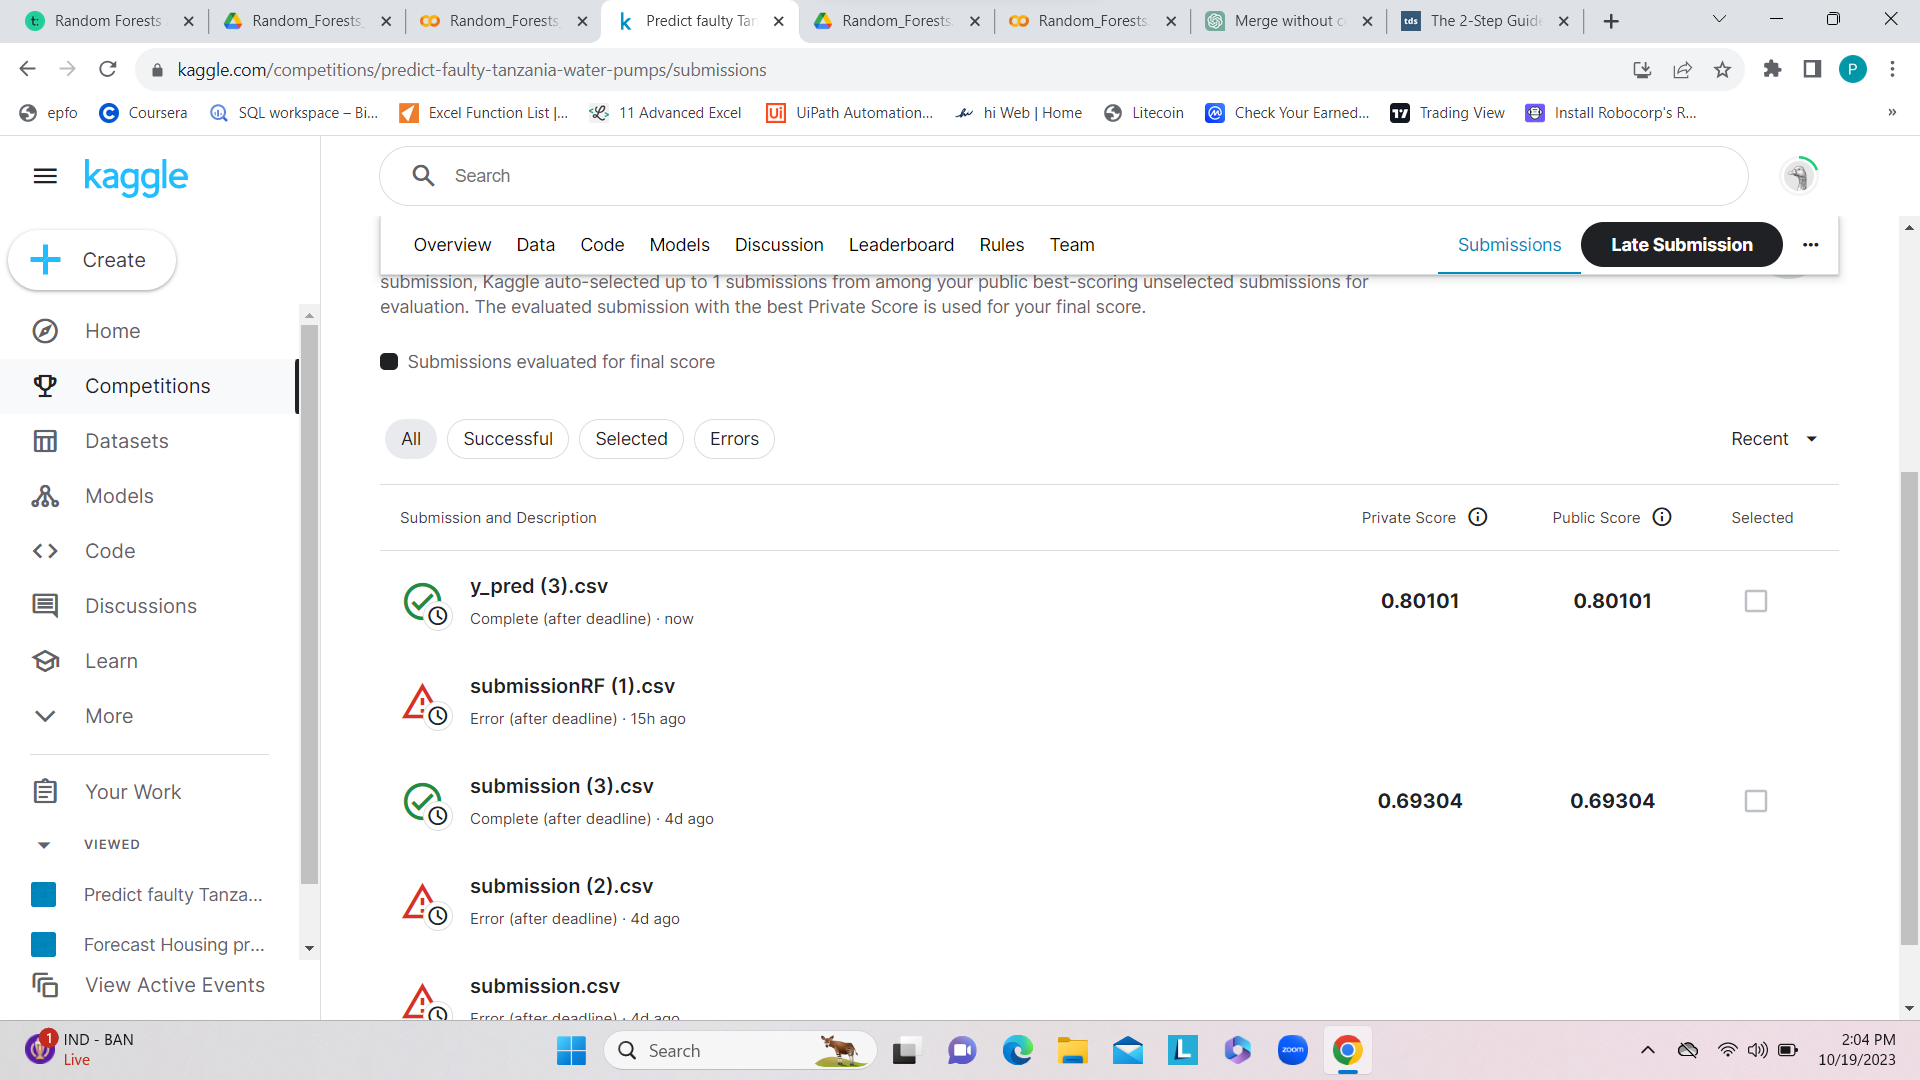 Random Forests
Random_Forests_
Random_Forests_
Predict faulty Tan
Random_Forests.
Random_Forests.
Merge without co
The 2-Step Guide
kaggle.com/competitions/predict-faulty-tanzania-water-pumps/submissions
P
epfo
Coursera
SQL workspace – Bi...
Excel Function List |...
11 Advanced Excel
UiPath Automation...
hi Web | Home
Litecoin
Check Your Earned...
Trading View
Install Robocorp's R...
»
kaggle
Search
Create
Overview
Data
Code
Models
Discussion
Leaderboard
Rules
Team
Submissions
Late Submission
submission, Kaggle auto-selected up to 1 submissions from among your public best-scoring unselected submissions for
evaluation. The evaluated submission with the best Private Score is used for your final score.
Home
Competitions
Datasets
Models
Code
Discussions
Learn
More
Your Work
VIEWED
Predict faulty Tanza...
Forecast Housing pr...
View Active Events
Submissions evaluated for final score
All
Successful
Selected
Errors
Recent
Submission and Description
Private Score
Public Score
Selected
y_pred (3).csv
Complete (after deadline) · now
0.80101
0.80101
submissionRF (1).csv
Error (after deadline) · 15h ago
submission (3).csv
Complete (after deadline) · 4d ago
0.69304
0.69304
submission (2).csv
Error (after deadline) · 4d ago
submission.csv
Error (after deadline) · 4d ago
1
IND - BAN
Live
Search
zoom
2:04 PM
10/19/2023